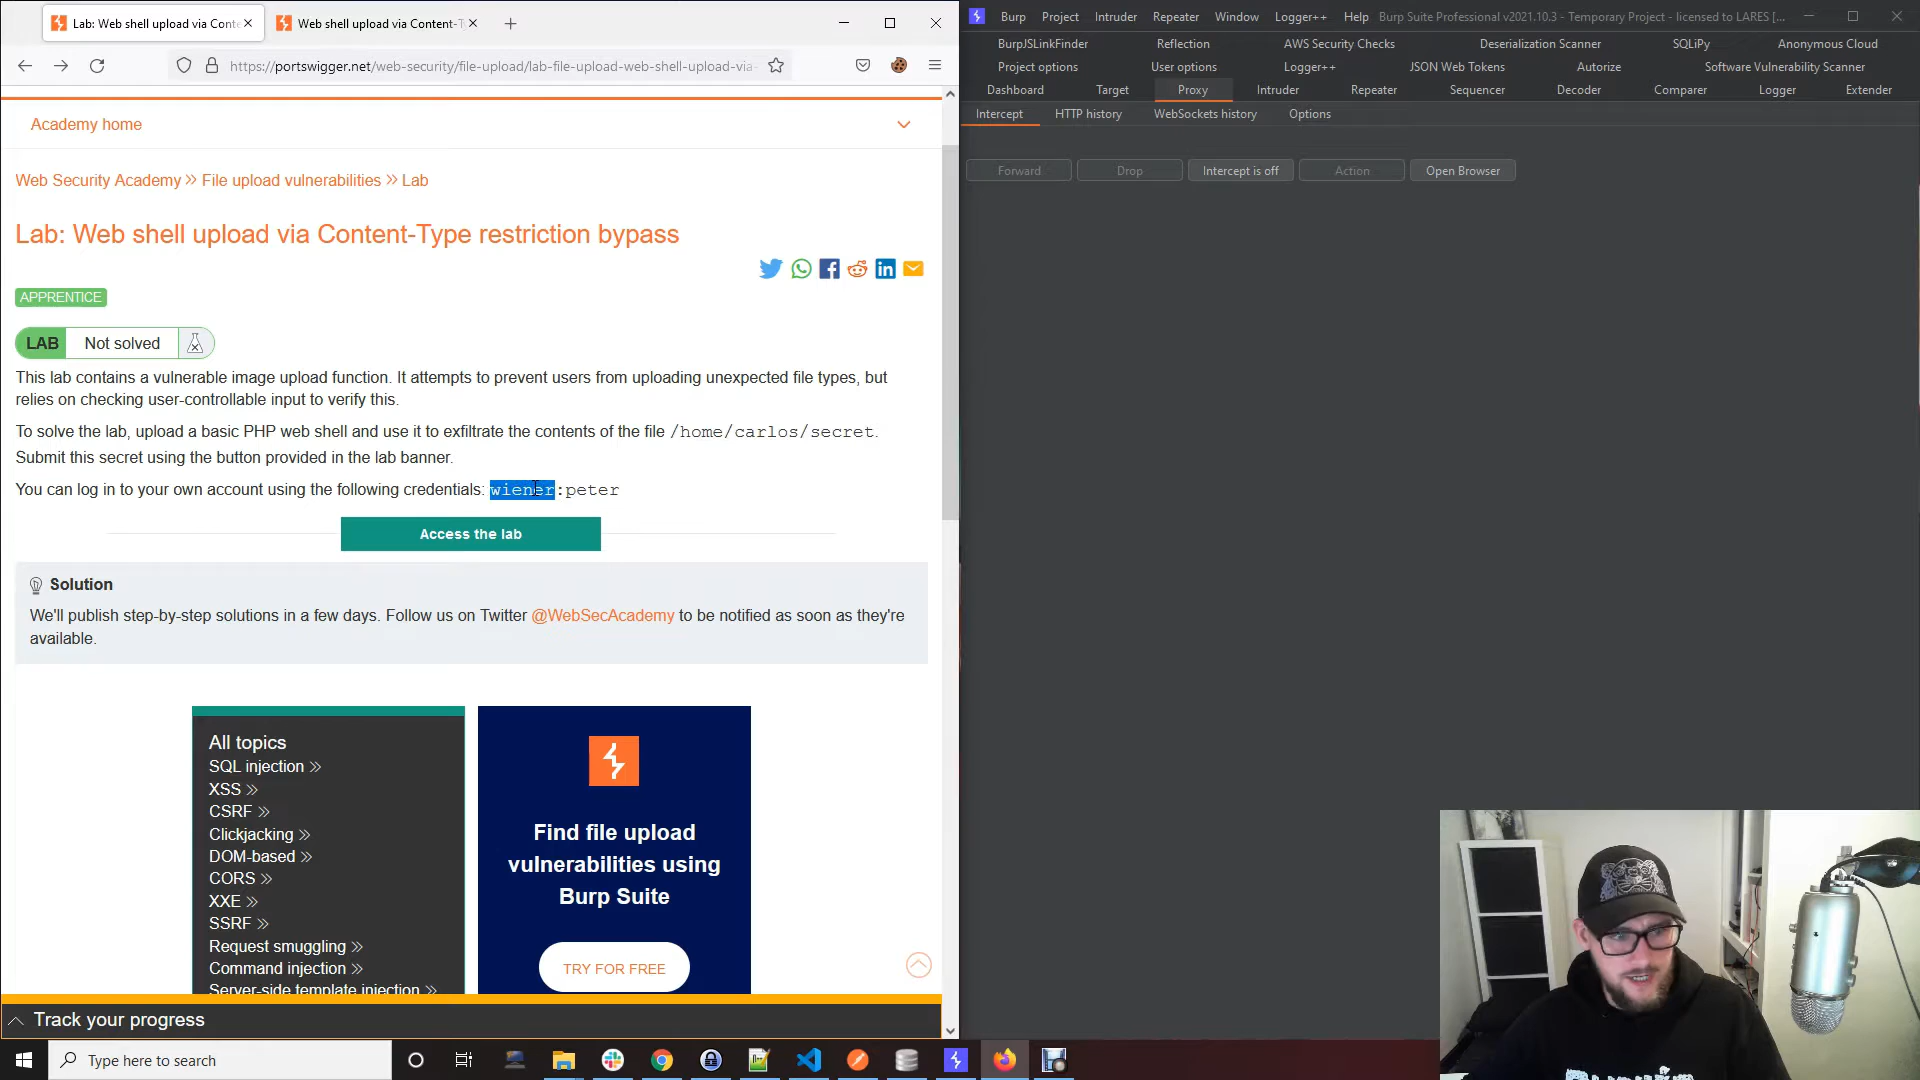 Lab: Web shell upload via Conte
Web shell upload via Content-T
https://portswigger.net/web-security/file-upload/lab-file-upload-web-shell-upload-via-
Academy home
Web Security Academy » File upload vulnerabilities » Lab
Lab: Web shell upload via Content-Type restriction bypass
APPRENTICE
LAB Not solved
This lab contains a vulnerable image upload function. It attempts to prevent users from uploading unexpected file types, but
relies on checking user-controllable input to verify this.
To solve the lab, upload a basic PHP web shell and use it to exfiltrate the contents of the file /home/carlos/secret.
Submit this secret using the button provided in the lab banner.
You can log in to your own account using the following credentials: wiener:peter
Access the lab
Solution
We'll publish step-by-step solutions in a few days. Follow us on Twitter @WebSecAcademy to be notified as soon as they're
available.
All topics
SQL injection »
XSS »
CSRF »
Clickjacking »
DOM-based »
CORS »
XXE »
SSRF »
Request smuggling »
Command injection »
Server-side template injection »
Find file upload
vulnerabilities using
Burp Suite
TRY FOR FREE
Track your progress
Type here to search
Burp Project Intruder Repeater Window Logger++ Help Burp Suite Professional v2021.10.3 - Temporary Project - licensed to LARES [...
BurpJSLinkFinder Reflection AWS Security Checks Deserialization Scanner SQLiPy Anonymous Cloud
Project options User options Logger++ JSON Web Tokens Autorize Software Vulnerability Scanner
Dashboard Target Proxy Intruder Repeater Sequencer Decoder Comparer Logger Extender
Intercept HTTP history WebSockets history Options
Forward Drop Intercept is off Action Open Browser